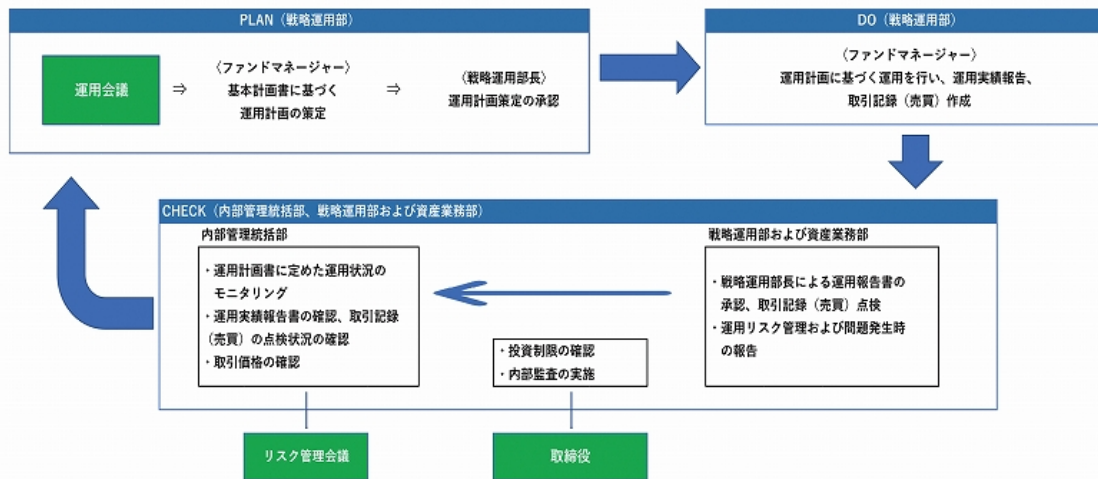 PLAN（戦略運用部）
運用会議
⇒
〈ファンドマネージャー〉
基本計画書に基づく
運用計画の策定
⇒
〈戦略運用部長〉
運用計画策定の承認
DO（戦略運用部）
〈ファンドマネージャー〉
運用計画に基づく運用を行い、運用実績報告、
取引記録（売買）作成
CHECK（内部管理統括部、戦略運用部および資産業務部）
内部管理統括部
・運用計画書に定めた運用状況の
モニタリング
・運用実績報告書の確認、取引記録
（売買）の点検状況の確認
・取引価格の確認
・投資制限の確認
・内部監査の実施
戦略運用部および資産業務部
・戦略運用部長による運用報告書の
承認、取引記録（売買）点検
・運用リスク管理および問題発生時
の報告
リスク管理会議
取締役